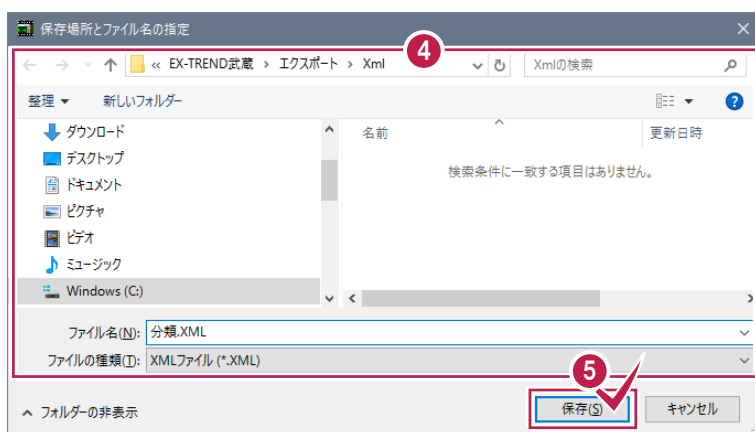 保存場所とファイル名の指定
4
« EX-TREND武蔵 › エクスポート › Xml
Xmlの検索
整理 新しいフォルダー
?
ダウンロード
デスクトップ
ドキュメント
ピクチャ
ビデオ
ミュージック
Windows (C:)
名前 更新日時
検索条件に一致する項目はありません。
ファイル名(N): 分類.XML
ファイルの種類(T): XMLファイル (*.XML)
5
フォルダーの非表示
保存(S) キャンセル